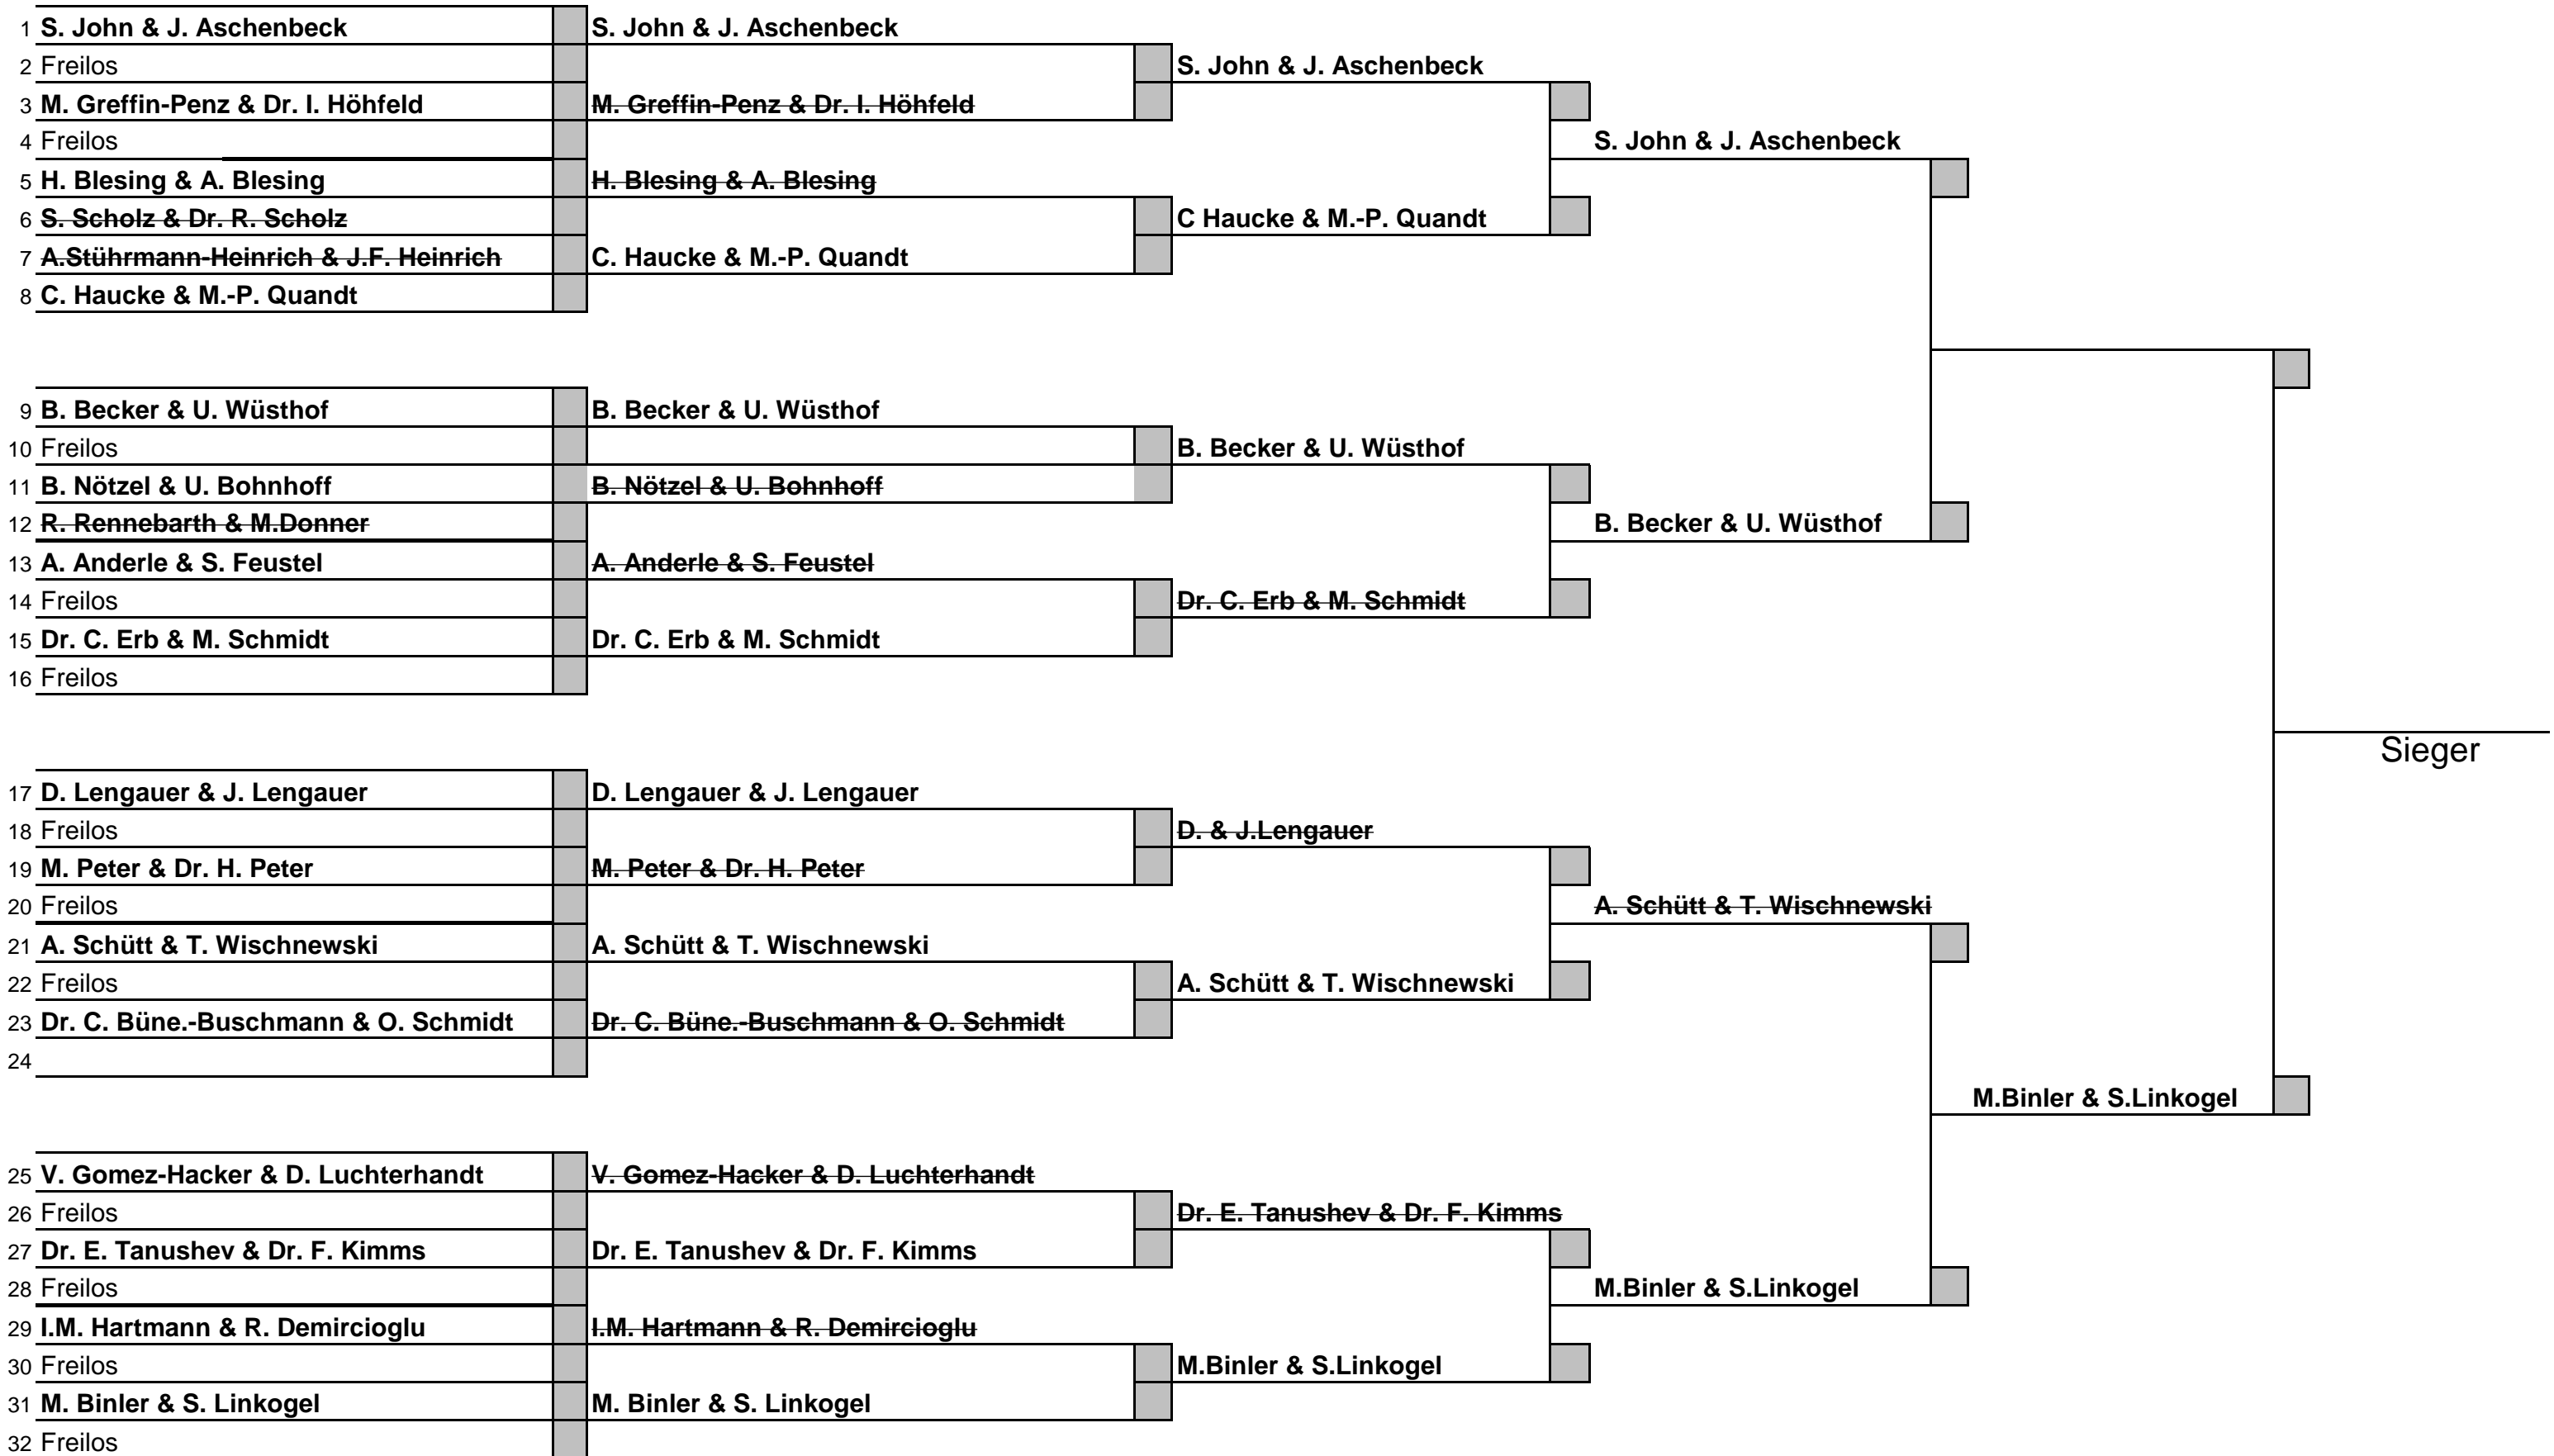 1 S. John & J. Aschenbeck S. John & J. Aschenbeck
2 Freilos S. John & J. Aschenbeck
3 M. Greffin-Penz & Dr. I. Höhfeld M. Greffin-Penz & Dr. I. Höhfeld
4 Freilos S. John & J. Aschenbeck
5 H. Blesing & A. Blesing H. Blesing & A. Blesing
6 S. Scholz & Dr. R. Scholz C Haucke & M.-P. Quandt
7 A.Stührmann-Heinrich & J.F. Heinrich C. Haucke & M.-P. Quandt
8 C. Haucke & M.-P. Quandt
9 B. Becker & U. Wüsthof B. Becker & U. Wüsthof
10 Freilos B. Becker & U. Wüsthof
11 B. Nötzel & U. Bohnhoff B. Nötzel & U. Bohnhoff
12 R. Rennebarth & M.Donner B. Becker & U. Wüsthof
13 A. Anderle & S. Feustel A. Anderle & S. Feustel
14 Freilos Dr. C. Erb & M. Schmidt
15 Dr. C. Erb & M. Schmidt Dr. C. Erb & M. Schmidt
16 Freilos
Sieger
17 D. Lengauer & J. Lengauer D. Lengauer & J. Lengauer
18 Freilos D. & J.Lengauer
19 M. Peter & Dr. H. Peter M. Peter & Dr. H. Peter
20 Freilos A. Schütt & T. Wischnewski
21 A. Schütt & T. Wischnewski A. Schütt & T. Wischnewski
22 Freilos A. Schütt & T. Wischnewski
23 Dr. C. Büne.-Buschmann & O. Schmidt Dr. C. Büne.-Buschmann & O. Schmidt
24
M.Binler & S.Linkogel
25 V. Gomez-Hacker & D. Luchterhandt V. Gomez-Hacker & D. Luchterhandt
26 Freilos Dr. E. Tanushev & Dr. F. Kimms
27 Dr. E. Tanushev & Dr. F. Kimms Dr. E. Tanushev & Dr. F. Kimms
28 Freilos M.Binler & S.Linkogel
29 I.M. Hartmann & R. Demircioglu I.M. Hartmann & R. Demircioglu
30 Freilos M.Binler & S.Linkogel
31 M. Binler & S. Linkogel M. Binler & S. Linkogel
32 Freilos